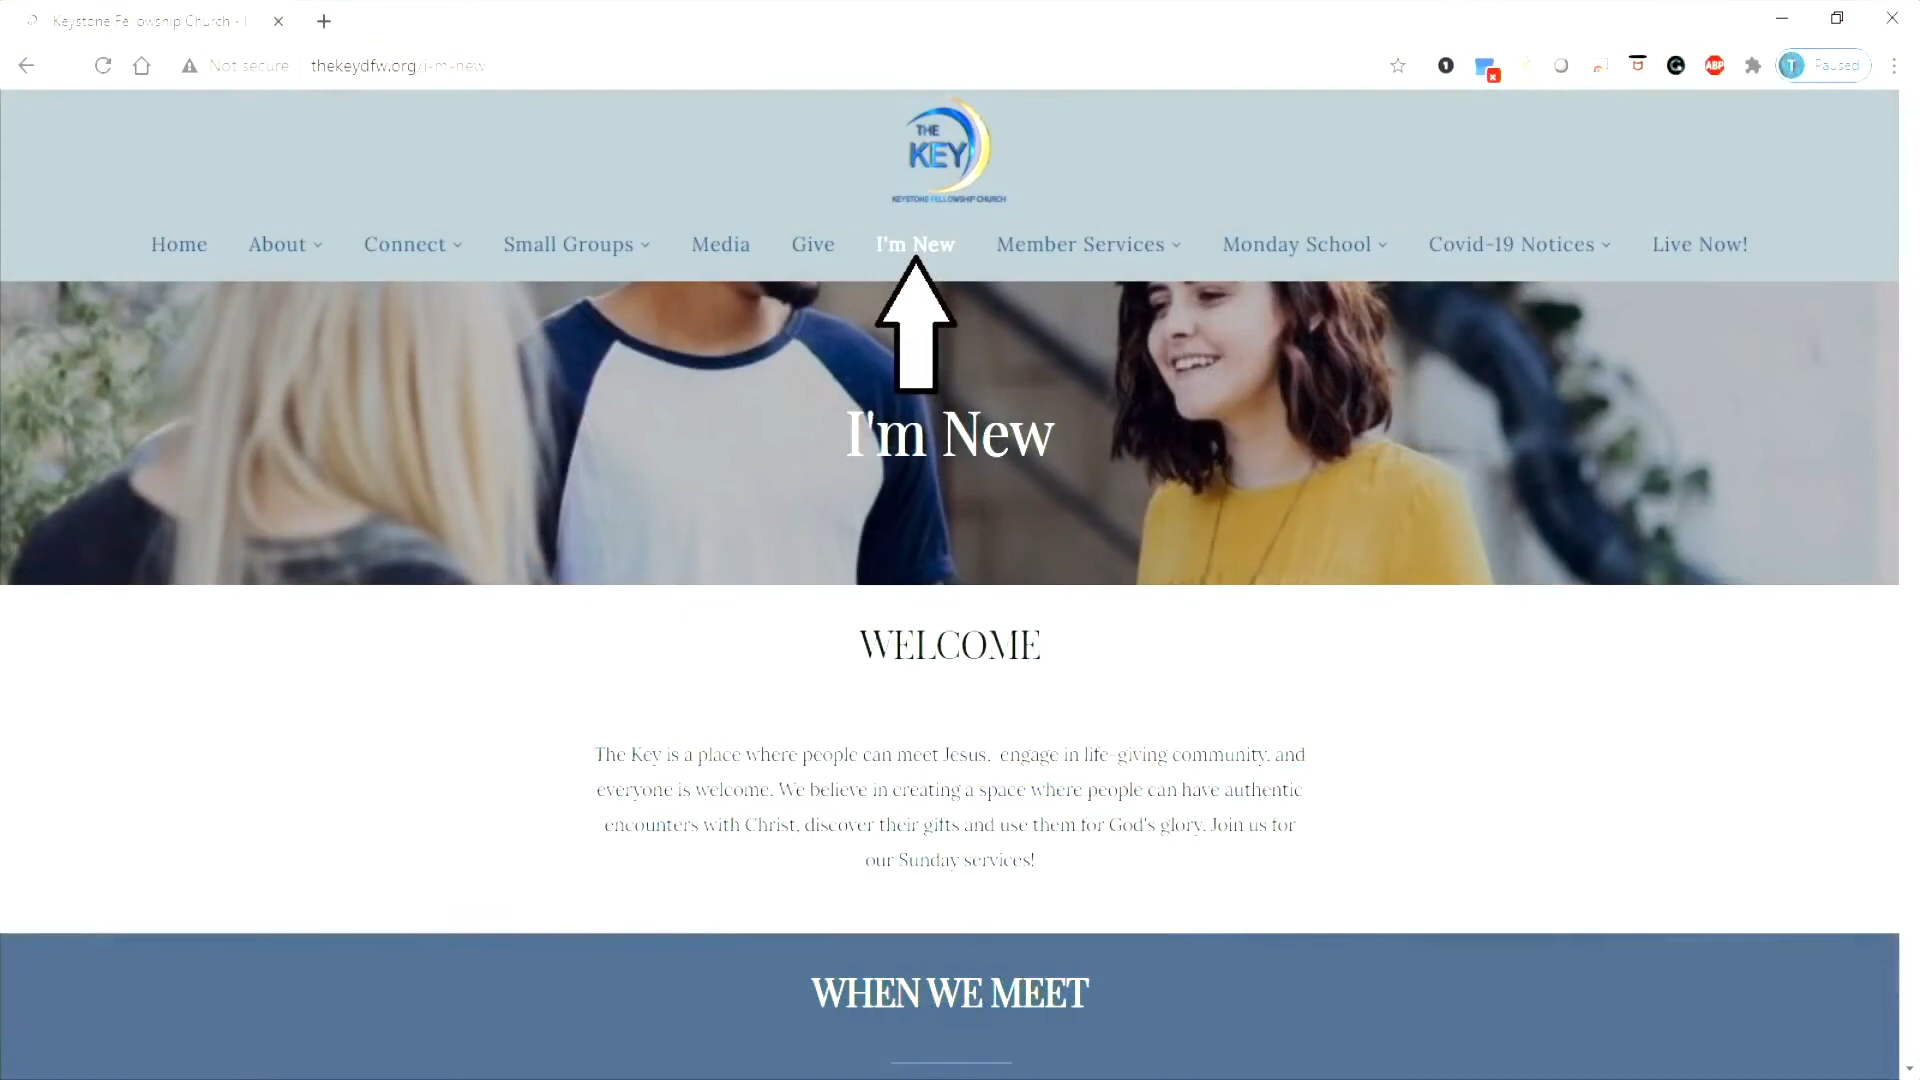 Keystone Fellowship Church - I
Not secure thekeydfw.org/i-m-new
ABP
T Paused
THE
KEY
KEYSTONE FELLOWSHIP CHURCH
Home About Connect Small Groups Media Give I'm New Member Services Monday School Covid-19 Notices Live Now!
I'm New
WELCOME
The Key is a place where people can meet Jesus, engage in life-giving community, and
everyone is welcome. We believe in creating a space where people can have authentic
encounters with Christ, discover their gifts and use them for God's glory. Join us for
our Sunday services!
WHEN WE MEET